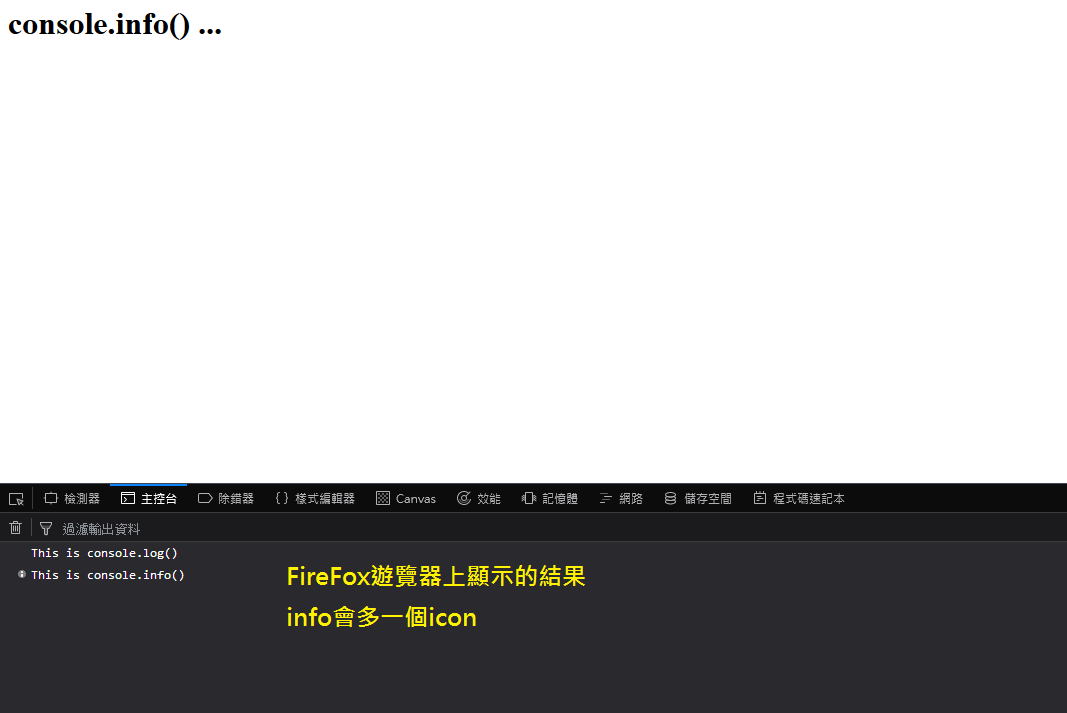 console.info() ...
檢測器 主控台 除錯器 {} 樣式編輯器 Canvas 效能 記憶體 網路 儲存空間 程式碼速記本
過濾輸出資料
This is console.log()
This is console.info()
FireFox遊覽器上顯示的結果
info會多一個icon